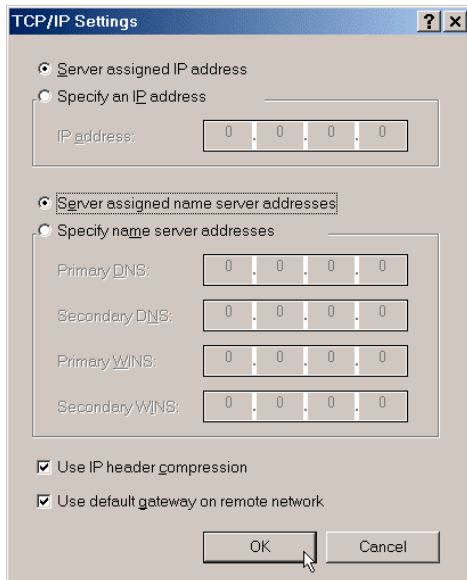 TCP/IP Settings ? ×
Server assigned IP address
Specify an IP address
IP address: 0 . 0 . 0 . 0
Server assigned name server addresses
Specify name server addresses
Primary DNS: 0 . 0 . 0 . 0
Secondary DNS: 0 . 0 . 0 . 0
Primary WINS: 0 . 0 . 0 . 0
Secondary WINS: 0 . 0 . 0 . 0
Use IP header compression
Use default gateway on remote network
OK Cancel